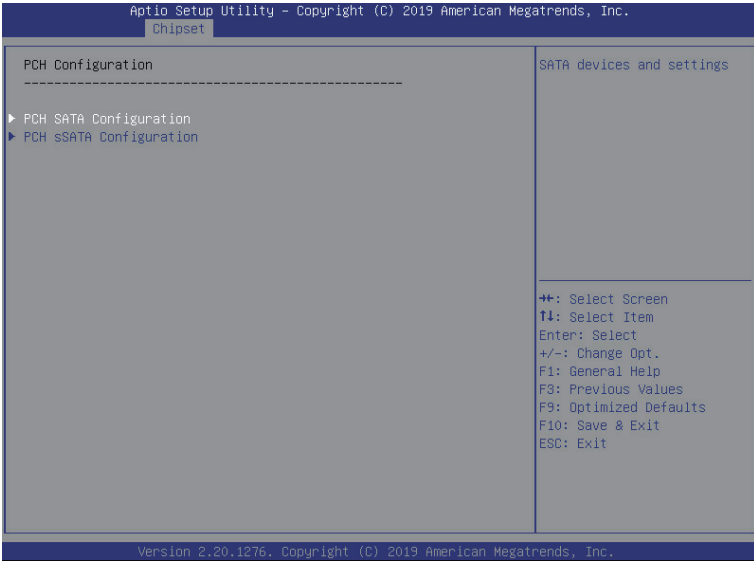 Aptio Setup Utility – Copyright (C) 2019 American Megatrends, Inc.
Chipset
PCH Configuration
------------------------------------------------
► PCH SATA Configuration
► PCH sSATA Configuration
SATA devices and settings
→←: Select Screen
↑↓: Select Item
Enter: Select
+/-: Change Opt.
F1: General Help
F3: Previous Values
F9: Optimized Defaults
F10: Save & Exit
ESC: Exit
Version 2.20.1276. Copyright (C) 2019 American Megatrends, Inc.